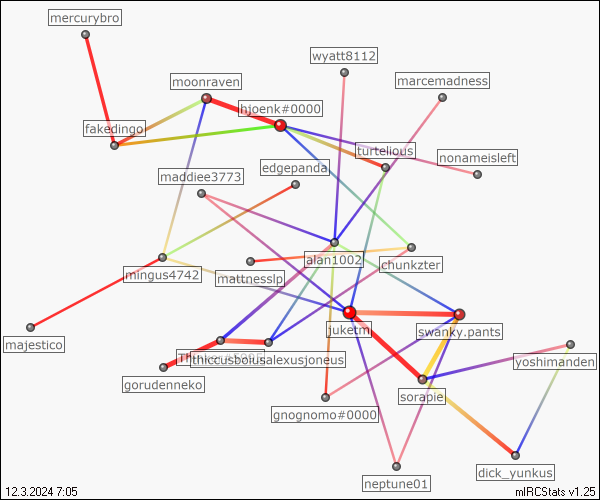 mercurybro
wyatt8112
moonraven
marcemadness
hjoenk#0000
fakedingo
turtelious
nonameisleft
edgepanda
maddiee3773
alan1002
chunkzter
mingus4742
mattnesslp
juketm
swanky.pants
majestico
thiccusboiusalexusjoneus
yoshimanden
gorudenneko
sorapie
gnognomo#0000
dick_yunkus
neptune01
12.3.2024 7:05
mIRCStats v1.25